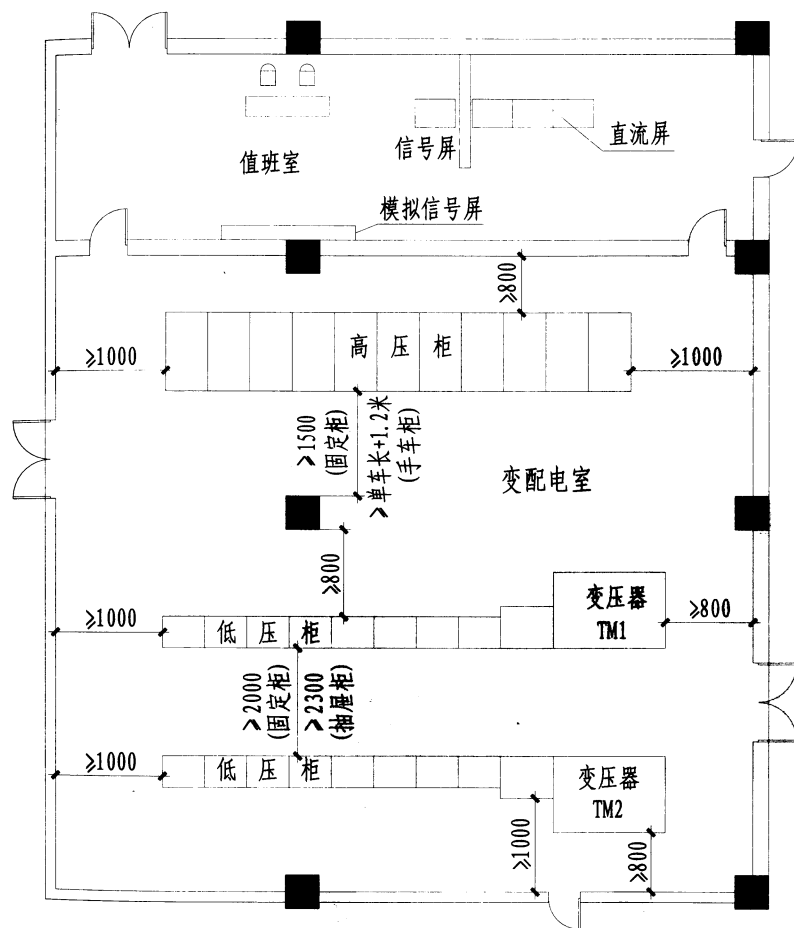 直流屏
信号屏
值班室
模拟信号屏
≥800
高压柜
≥1000
≥1000
≥1500
(固定柜)
≥单车长+1.2米
(手车柜)
变配电室
≥800
变压器
TM1
≥1000
≥800
低压柜
≥2000
(固定柜)
≥2300
(抽屉柜)
≥1000
低压柜
变压器
TM2
≥1000
≥800